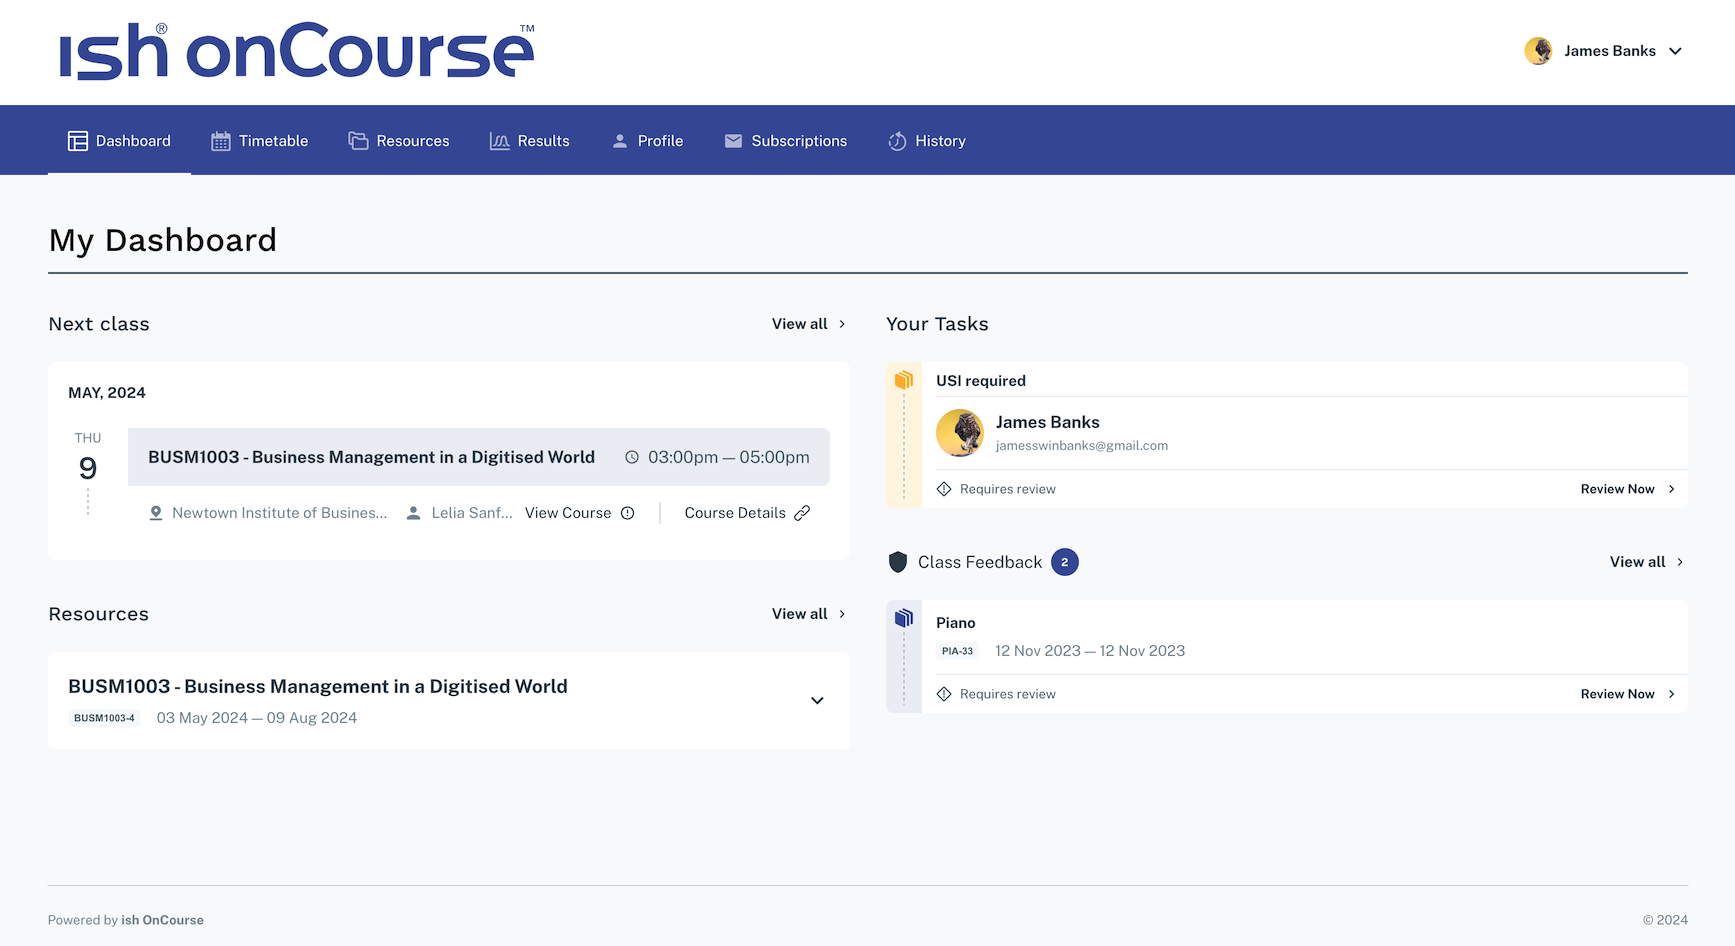 ish® onCourse™
James Banks
Dashboard
Timetable
Resources
Results
Profile
Subscriptions
History
My Dashboard
Next class
View all
MAY, 2024
THU
9
BUSM1003 - Business Management in a Digitised World
03:00pm — 05:00pm
Newtown Institute of Busines...
Lelia Sanf...
View Course
Course Details
Resources
View all
BUSM1003 - Business Management in a Digitised World
BUSM1003-4
03 May 2024 — 09 Aug 2024
Your Tasks
USI required
James Banks
jamesswinbanks@gmail.com
Requires review
Review Now
Class Feedback
2
View all
Piano
PIA-33
12 Nov 2023 — 12 Nov 2023
Requires review
Review Now
Powered by ish OnCourse
© 2024